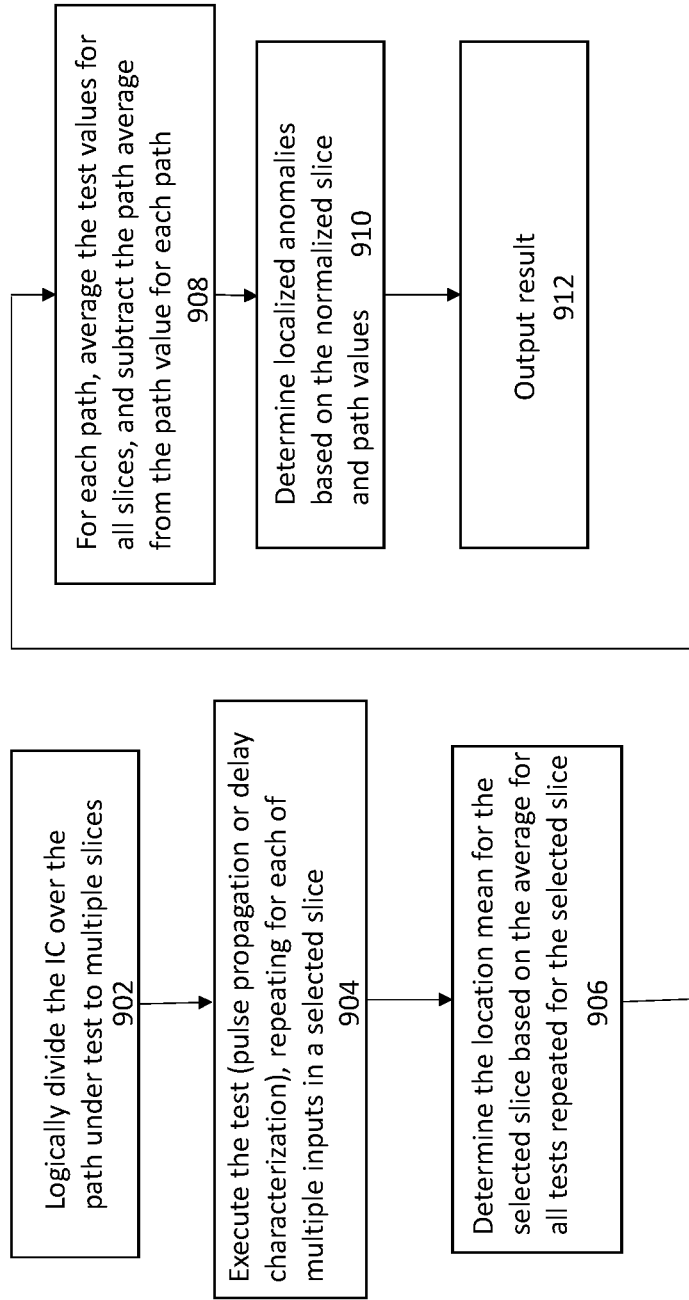 Logically divide the IC over the
path under test to multiple slices
902
Execute the test (pulse propagation or delay
characterization), repeating for each of
multiple inputs in a selected slice
904
Determine the location mean for the
selected slice based on the average for
all tests repeated for the selected slice
906
For each path, average the test values for
all slices, and subtract the path average
from the path value for each path
908
Determine localized anomalies
based on the normalized slice
and path values 910
Output result
912